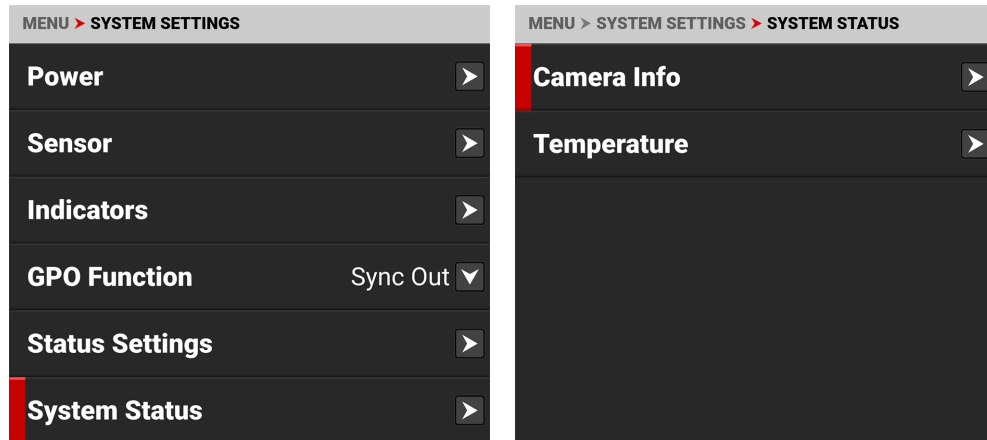 MENU > SYSTEM SETTINGS
Power
Sensor
Indicators
GPO Function Sync Out
Status Settings
System Status
MENU > SYSTEM SETTINGS > SYSTEM STATUS
Camera Info
Temperature